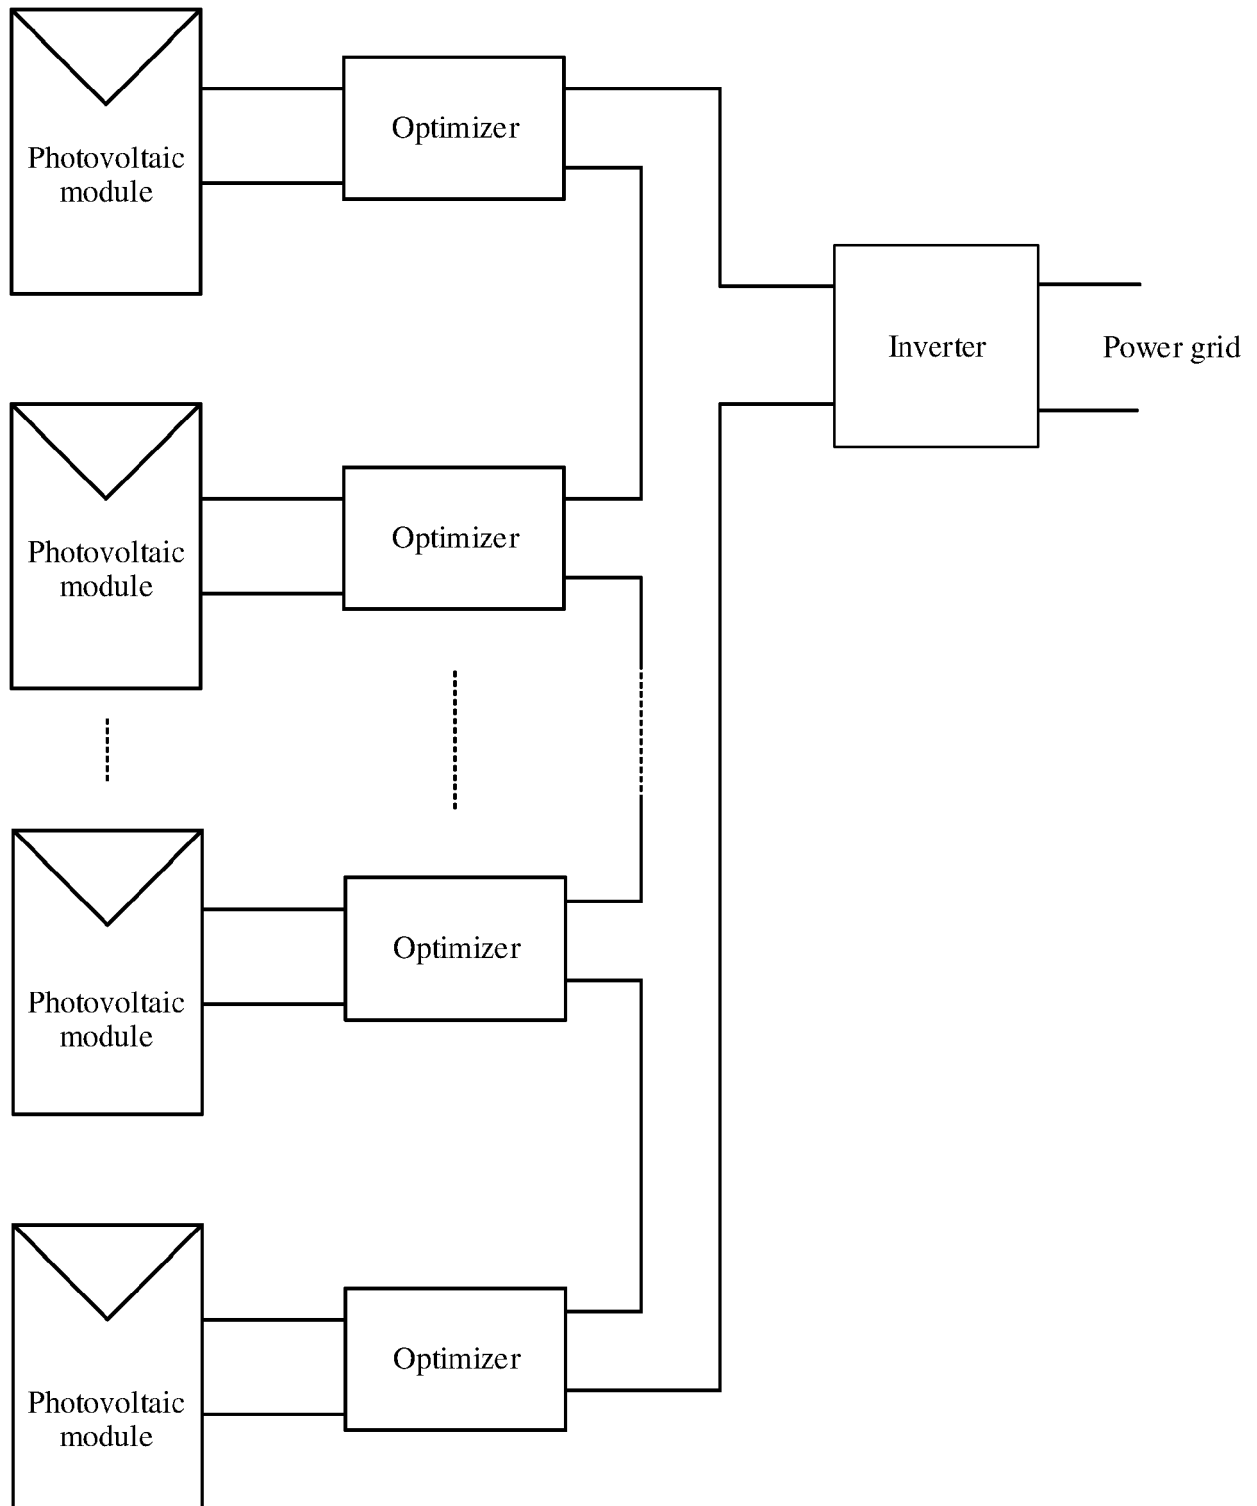 Photovoltaic
module
Optimizer
Inverter
Power grid
Photovoltaic
module
Optimizer
Photovoltaic
module
Optimizer
Photovoltaic
module
Optimizer